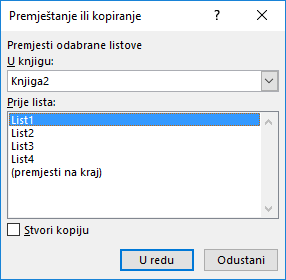 Premještanje ili kopiranje
Premjesti odabrane listove
U knjigu:
Knjiga2
Prije lista:
List1
List2
List3
List4
(premjesti na kraj)
Stvori kopiju
U redu
Odustani